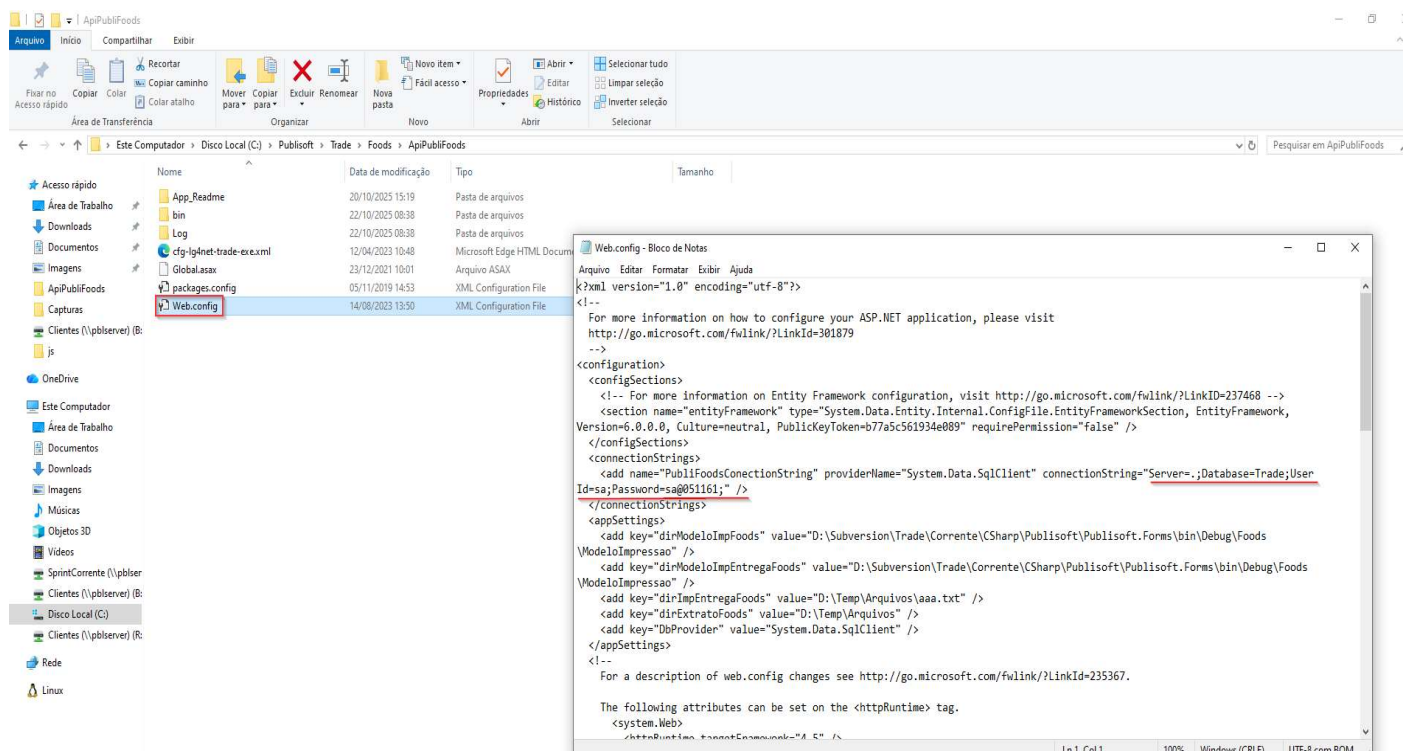 ApiPubliFoods
Arquivo Início Compartilhar Exibir
Fixar no Acesso rápido
Copiar
Colar
Recortar
Copiar caminho
Colar atalho
Mover para
Copiar para
Excluir
Renomear
Nova pasta
Novo item
Fácil acesso
Propriedades
Abrir
Editar
Histórico
Selecionar tudo
Limpar seleção
Inverter seleção
Área de Transferência Organizar Novo Abrir Selecionar
Este Computador > Disco Local (C:) > Publisoft > Trade > Foods > ApiPubliFoods
Pesquisar em ApiPubliFoods
Acesso rápido
Área de Trabalho
Downloads
Documentos
Imagens
ApiPubliFoods
Capturas
Clientes (\\pblserver) (B:
js
OneDrive
Este Computador
Área de Trabalho
Documentos
Downloads
Imagens
Músicas
Objetos 3D
Vídeos
SprintCorrente (\\pblser
Clientes (\\pblserver) (B:
Disco Local (C:)
Clientes (\\pblserver) (R:
Rede
Linux
Nome Data de modificação Tipo Tamanho
App_Readme 20/10/2025 15:19 Pasta de arquivos
bin 22/10/2025 08:38 Pasta de arquivos
Log 22/10/2025 08:38 Pasta de arquivos
cfg-lg4net-trade-exe.xml 12/04/2023 10:48 Microsoft Edge HTML Docum
Global.asax 23/12/2021 10:01 Arquivo ASAX
packages.config 05/11/2019 14:53 XML Configuration File
Web.config 14/08/2023 13:50 XML Configuration File
Web.config - Bloco de Notas
Arquivo Editar Formatar Exibir Ajuda
<?xml version="1.0" encoding="utf-8"?>
<!--
For more information on how to configure your ASP.NET application, please visit
http://go.microsoft.com/fwlink/?LinkId=301879
-->
<configuration>
<configSections>
<!-- For more information on Entity Framework configuration, visit http://go.microsoft.com/fwlink/?LinkID=237468 -->
<section name="entityFramework" type="System.Data.Entity.Internal.ConfigFile.EntityFrameworkSection, EntityFramework,
Version=6.0.0.0, Culture=neutral, PublicKeyToken=b77a5c561934e089" requirePermission="false" />
</configSections>
<connectionStrings>
<add name="PubliFoodsConectionString" providerName="System.Data.SqlClient" connectionString="Server=.;Database=Trade;User
Id=sa;Password=sa@051161;" />
</connectionStrings>
<appSettings>
<add key="dirModeloImpFoods" value="D:\Subversion\Trade\Corrente\CSharp\Publisoft\Publisoft.Forms\bin\Debug\Foods
\ModeloImpressao" />
<add key="dirModeloImpEntregaFoods" value="D:\Subversion\Trade\Corrente\CSharp\Publisoft\Publisoft.Forms\bin\Debug\Foods
\ModeloImpressao" />
<add key="dirImpEntregaFoods" value="D:\Temp\Arquivos\aaa.txt" />
<add key="dirExtratoFoods" value="D:\Temp\Arquivos" />
<add key="DbProvider" value="System.Data.SqlClient" />
</appSettings>
<!--
For a description of web.config changes see http://go.microsoft.com/fwlink/?LinkId=235367.
The following attributes can be set on the <httpRuntime> tag.
<system.Web>
<httpRuntime targetFramework="4.5" />
Ln 1, Col 1 100% Windows (CRLF) UTF-8 com BOM